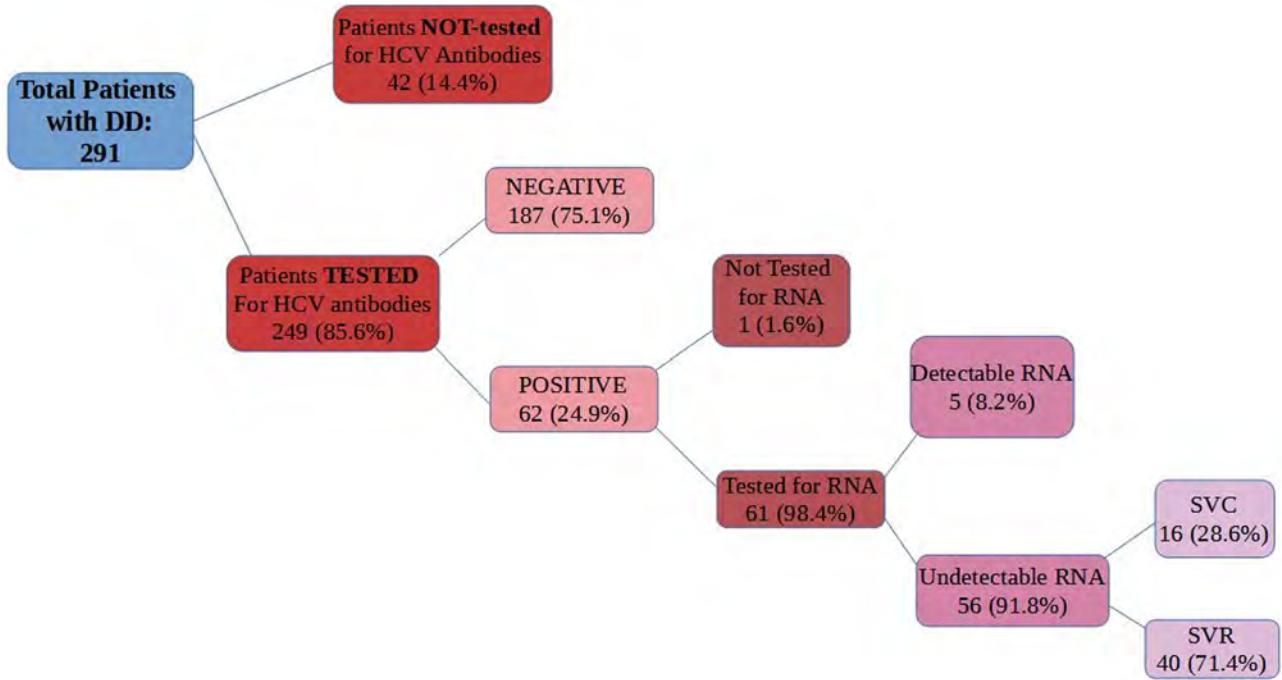 Patients NOT-tested
for HCV Antibodies
42 (14.4%)
Total Patients
with DD:
291
NEGATIVE
187 (75.1%)
Patients TESTED
For HCV antibodies
249 (85.6%)
Not Tested
for RNA
1 (1.6%)
POSITIVE
62 (24.9%)
Detectable RNA
5 (8.2%)
Tested for RNA
61 (98.4%)
SVC
16 (28.6%)
Undetectable RNA
56 (91.8%)
SVR
40 (71.4%)